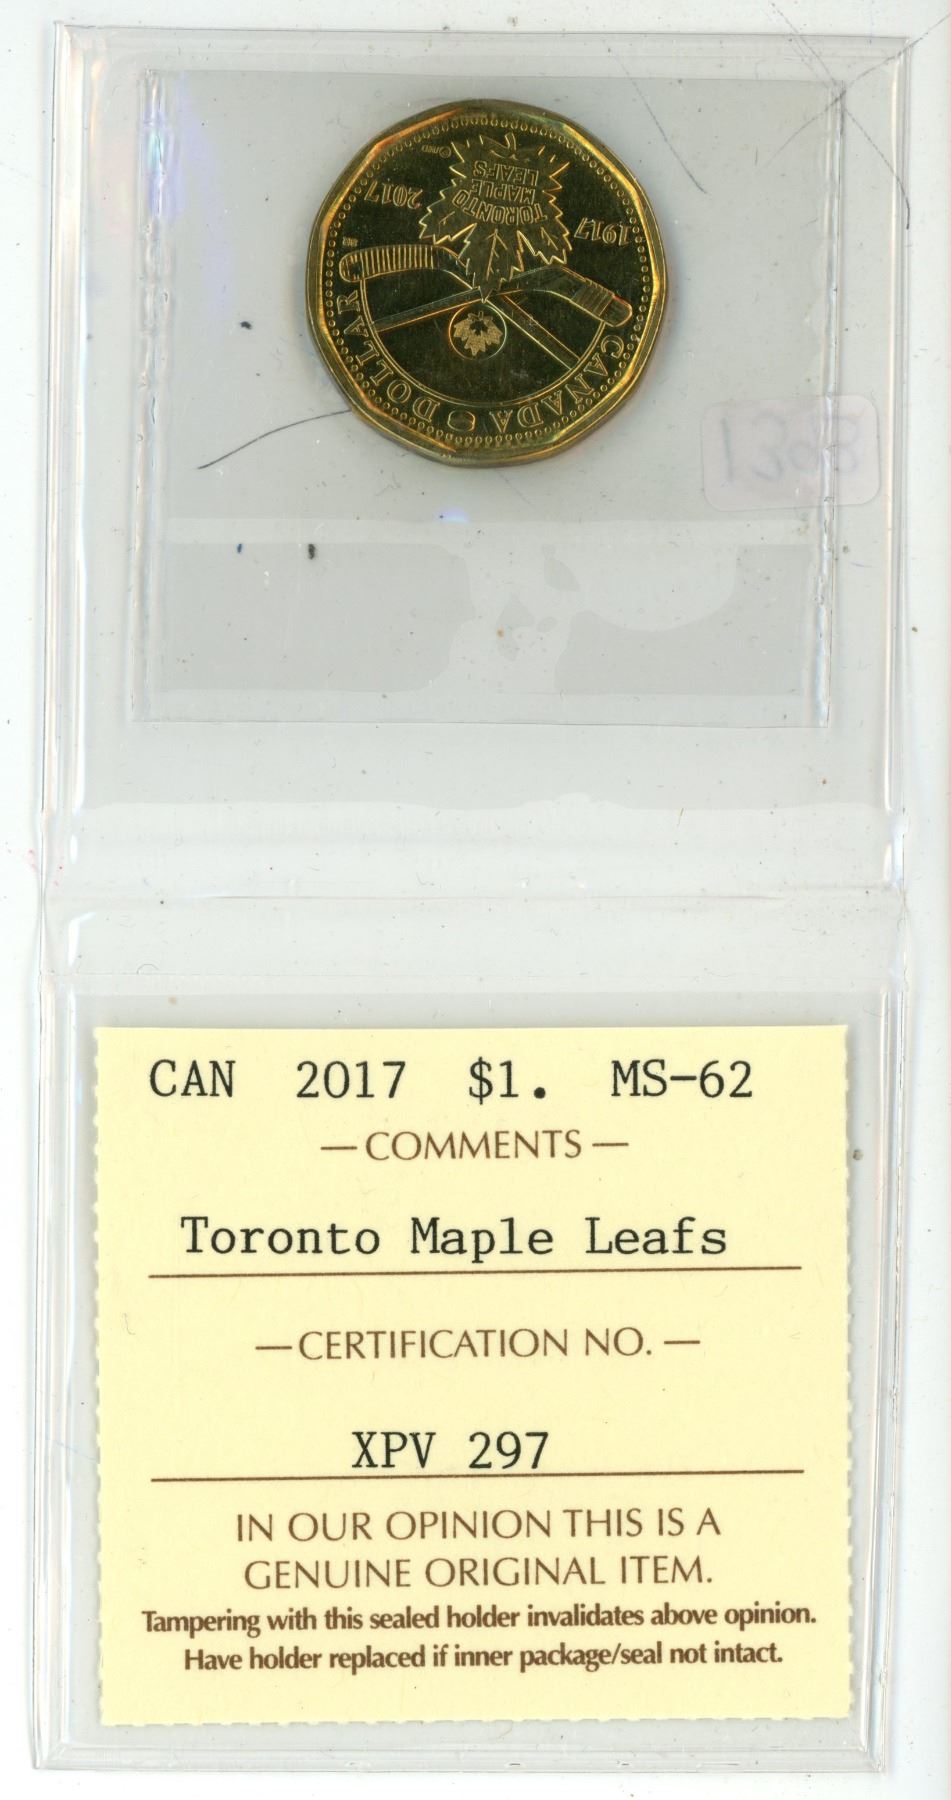 TORONTO
MAPLE
LEAFS
1917
2017
CANADA DOLLAR
1368
CAN 2017 $1. MS-62
— COMMENTS —
Toronto Maple Leafs
— CERTIFICATION NO. —
XPV 297
IN OUR OPINION THIS IS A
GENUINE ORIGINAL ITEM.
Tampering with this sealed holder invalidates above opinion.
Have holder replaced if inner package/seal not intact.